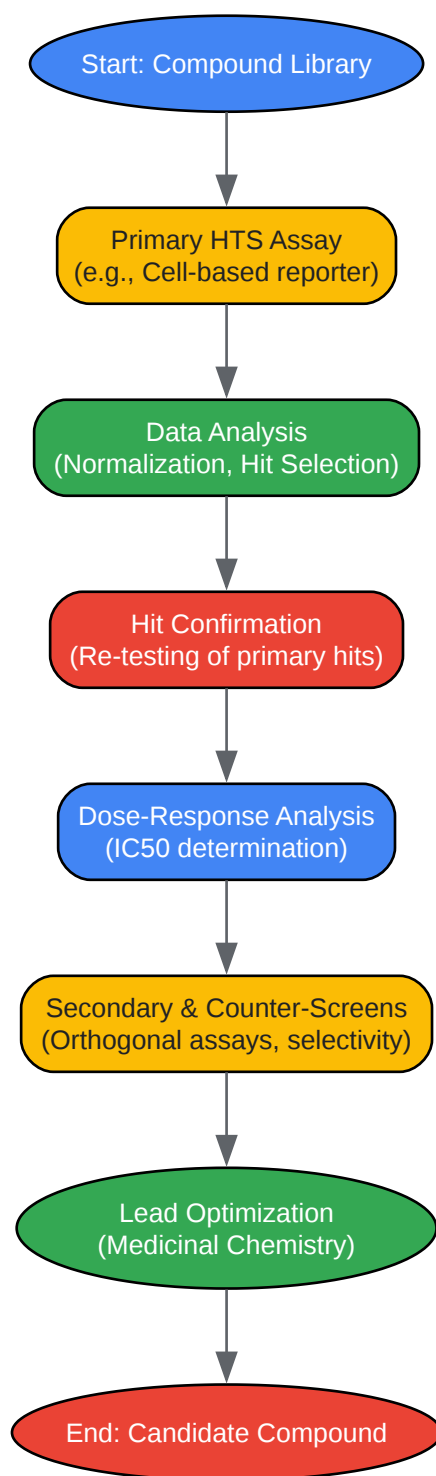 Start: Compound Library
Primary HTS Assay
(e.g., Cell-based reporter)
Data Analysis
(Normalization, Hit Selection)
Hit Confirmation
(Re-testing of primary hits)
Dose-Response Analysis
(IC50 determination)
Secondary & Counter-Screens
(Orthogonal assays, selectivity)
Lead Optimization
(Medicinal Chemistry)
End: Candidate Compound